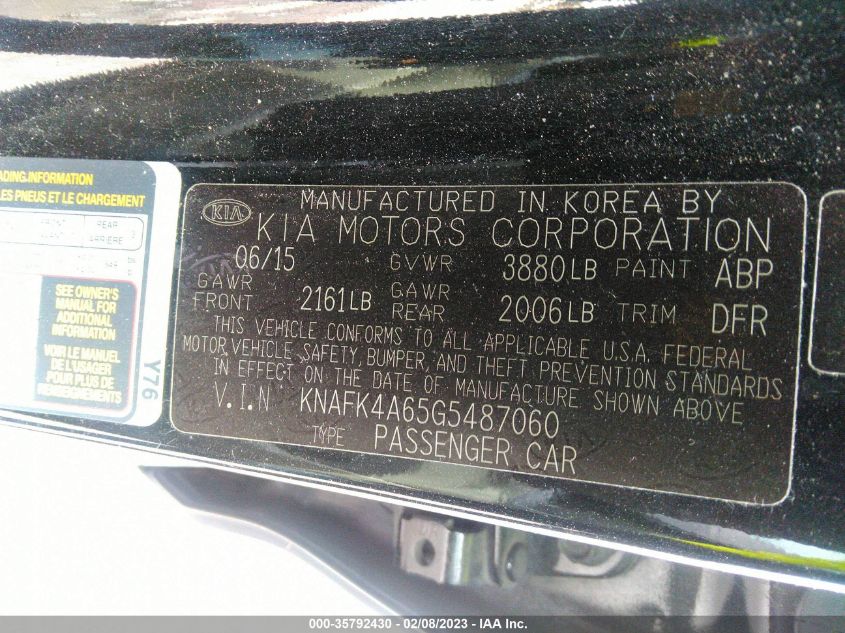 ADING INFORMATION
LES PNEUS ET LE CHARGEMENT
REAR
ARRIÈRE
SEE OWNER'S
MANUAL FOR
ADDITIONAL
INFORMATION
VOIR LE MANUEL
DE L'USAGER
POUR PLUS DE
RENSEIGNEMENTS
Y76
MANUFACTURED IN KOREA BY
KIA KIA MOTORS CORPORATION
06/15 GVWR 3880LB PAINT ABP
GAWR FRONT 2161LB GAWR REAR 2006LB TRIM DFR
THIS VEHICLE CONFORMS TO ALL APPLICABLE U.S.A. FEDERAL
MOTOR VEHICLE SAFETY, BUMPER, AND THEFT PREVENTION STANDARDS
IN EFFECT ON THE DATE OF MANUFACTURE SHOWN ABOVE
V.I.N KNAFK4A65G5487060
TYPE PASSENGER CAR
000-35792430 - 02/08/2023 - IAA Inc.